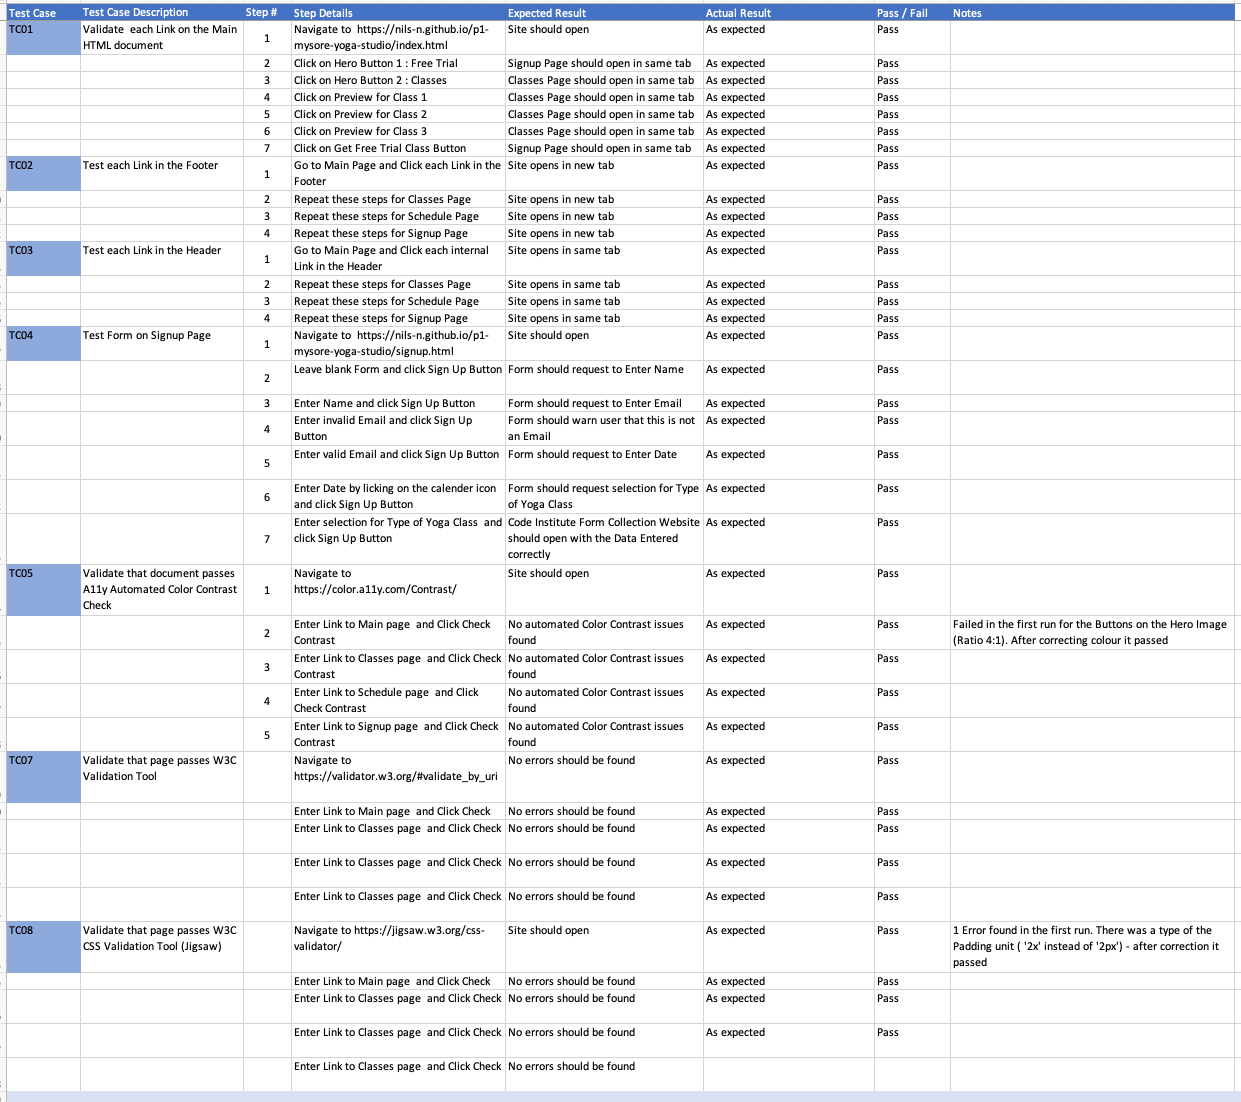 Test Case Test Case Description Step # Step Details Expected Result Actual Result Pass / Fail Notes
TC01 Validate  each Link on the Main 1 Navigate to  https://nils-n.github.io/p1- Site should open As expected Pass
HTML document mysore-yoga-studio/index.html
2 Click on Hero Button 1 : Free Trial Signup Page should open in same tab As expected Pass
3 Click on Hero Button 2 : Classes Classes Page should open in same tab As expected Pass
4 Click on Preview for Class 1 Classes Page should open in same tab As expected Pass
5 Click on Preview for Class 2 Classes Page should open in same tab As expected Pass
6 Click on Preview for Class 3 Classes Page should open in same tab As expected Pass
7 Click on Get Free Trial Class Button Signup Page should open in same tab As expected Pass
TC02 Test each Link in the Footer 1 Go to Main Page and Click each Link in the Site opens in new tab As expected Pass
Footer
2 Repeat these steps for Classes Page Site opens in new tab As expected Pass
3 Repeat these steps for Schedule Page Site opens in new tab As expected Pass
4 Repeat these steps for Signup Page Site opens in new tab As expected Pass
TC03 Test each Link in the Header 1 Go to Main Page and Click each internal Site opens in same tab As expected Pass
Link in the Header
2 Repeat these steps for Classes Page Site opens in same tab As expected Pass
3 Repeat these steps for Schedule Page Site opens in same tab As expected Pass
4 Repeat these steps for Signup Page Site opens in same tab As expected Pass
TC04 Test Form on Signup Page 1 Navigate to  https://nils-n.github.io/p1- Site should open As expected Pass
mysore-yoga-studio/signup.html
2 Leave blank Form and click Sign Up Button Form should request to Enter Name As expected Pass
3 Enter Name and click Sign Up Button Form should request to Enter Email As expected Pass
4 Enter invalid Email and click Sign Up Form should warn user that this is not As expected Pass
Button an Email
5 Enter valid Email and click Sign Up Button Form should request to Enter Date As expected Pass
6 Enter Date by licking on the calender icon Form should request selection for Type As expected Pass
and click Sign Up Button of Yoga Class
7 Enter selection for Type of Yoga Class  and Code Institute Form Collection Website As expected Pass
click Sign Up Button should open with the Data Entered
correctly
TC05 Validate that document passes 1 Navigate to Site should open As expected Pass
A11y Automated Color Contrast https://color.a11y.com/Contrast/
Check
2 Enter Link to Main page  and Click Check No automated Color Contrast issues As expected Pass Failed in the first run for the Buttons on the Hero Image
Contrast found (Ratio 4:1). After correcting colour it passed
3 Enter Link to Classes page  and Click Check No automated Color Contrast issues As expected Pass
Contrast found
4 Enter Link to Schedule page  and Click No automated Color Contrast issues As expected Pass
Check Contrast found
5 Enter Link to Signup page  and Click Check No automated Color Contrast issues As expected Pass
Contrast found
TC07 Validate that page passes W3C Navigate to No errors should be found As expected Pass
Validation Tool https://validator.w3.org/#validate_by_uri
Enter Link to Main page  and Click Check No errors should be found As expected Pass
Enter Link to Classes page  and Click Check No errors should be found As expected Pass
Enter Link to Classes page  and Click Check No errors should be found As expected Pass
Enter Link to Classes page  and Click Check No errors should be found As expected Pass
TC08 Validate that page passes W3C Navigate to https://jigsaw.w3.org/css- Site should open As expected Pass 1 Error found in the first run. There was a type of the
CSS Validation Tool (Jigsaw) validator/ Padding unit ( '2x' instead of '2px') - after correction it
passed
Enter Link to Main page  and Click Check No errors should be found As expected Pass
Enter Link to Classes page  and Click Check No errors should be found As expected Pass
Enter Link to Classes page  and Click Check No errors should be found As expected Pass
Enter Link to Classes page  and Click Check No errors should be found